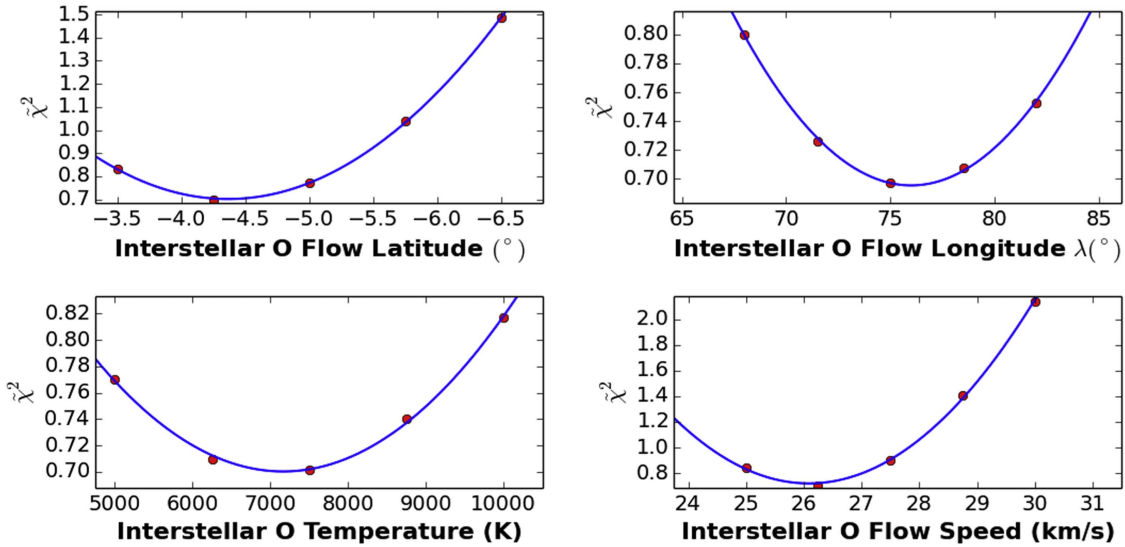 1.5
1.4
1.3
1.2
1.1
1.0
0.9
0.8
0.7
χ̃²
−3.5 −4.0 −4.5 −5.0 −5.5 −6.0 −6.5
Interstellar O Flow Latitude (°)
0.80
0.78
0.76
0.74
0.72
0.70
χ̃²
65 70 75 80 85
Interstellar O Flow Longitude λ(°)
0.82
0.80
0.78
0.76
0.74
0.72
0.70
χ̃²
5000 6000 7000 8000 9000 10000
Interstellar O Temperature (K)
2.0
1.8
1.6
1.4
1.2
1.0
0.8
χ̃²
24 25 26 27 28 29 30 31
Interstellar O Flow Speed (km/s)